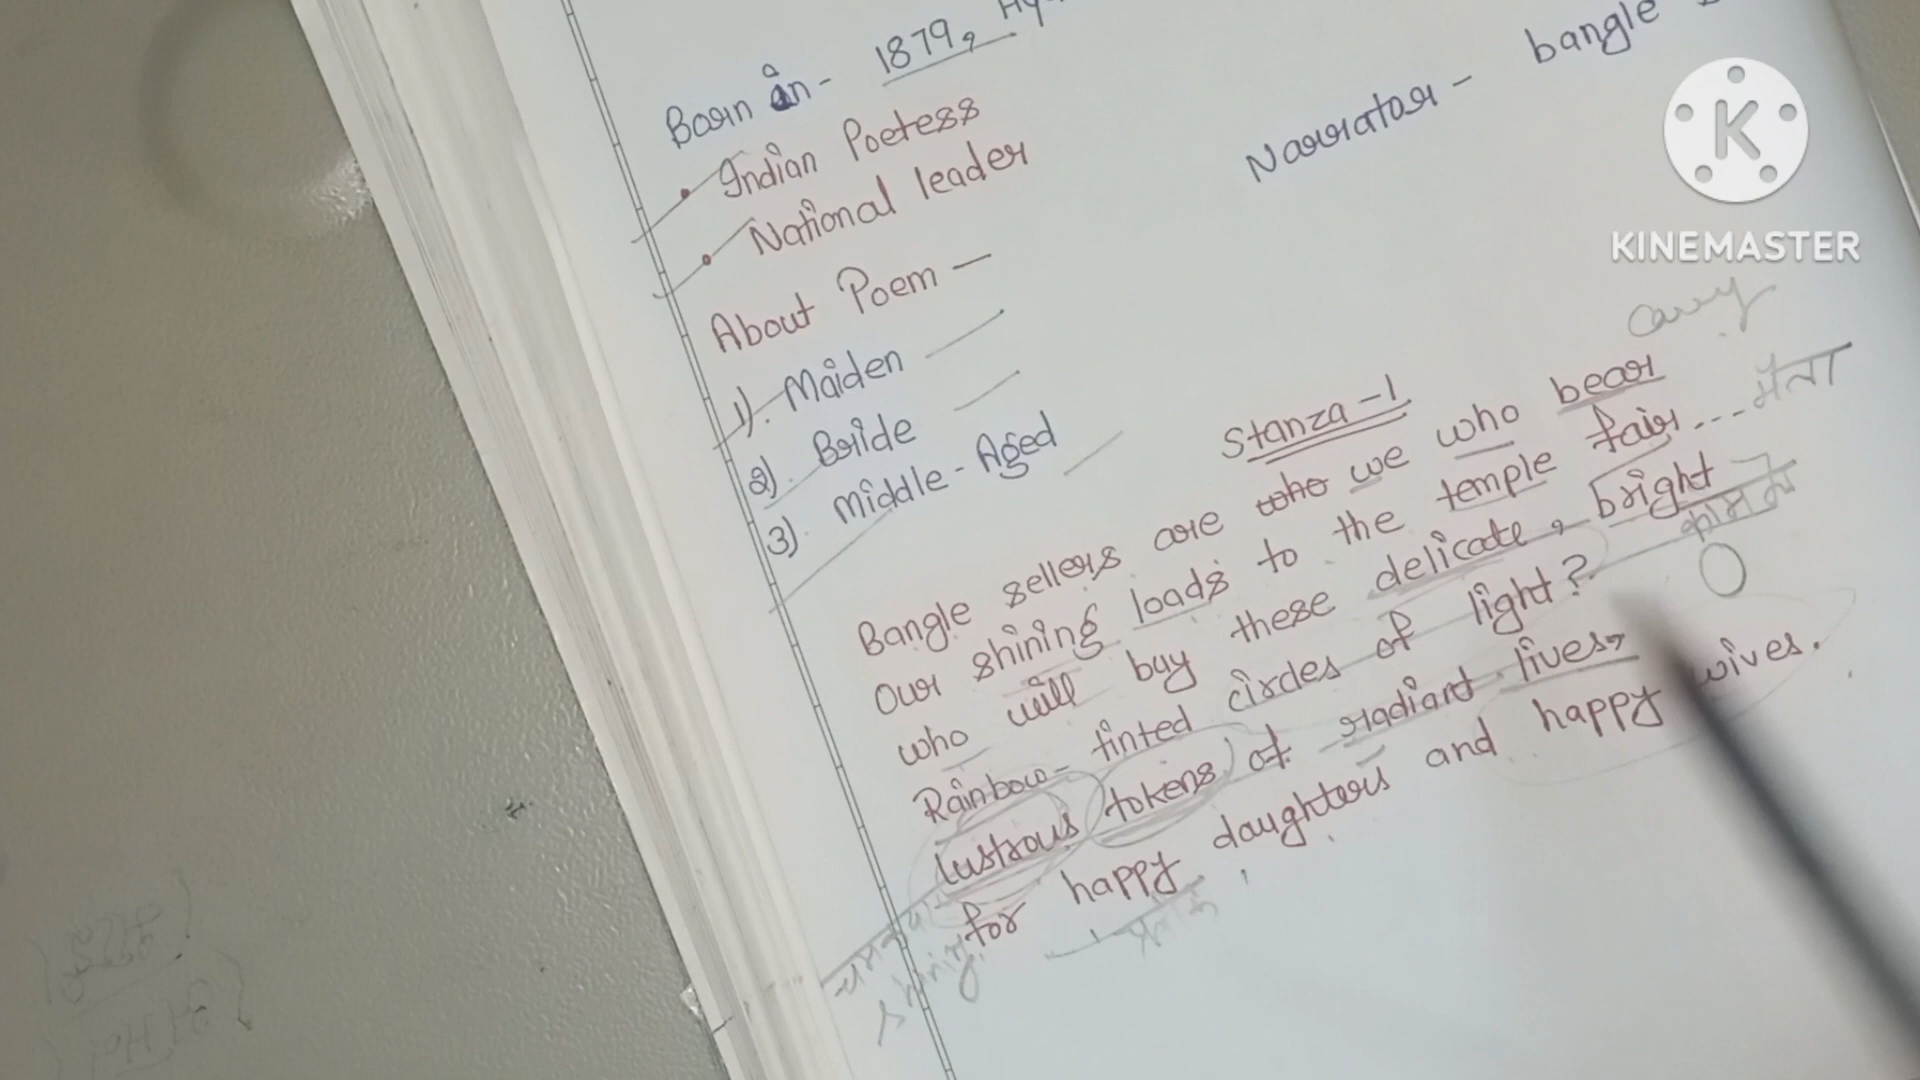 Born in - 1879,
• Indian Poetess
• National leader
About Poem -
1). Maiden
2). Bride
3). Middle-Aged
Narrator - bangle
KINEMASTER
carry
Stanza-1
Bangle sellers are who we who bear
our shining loads to the temple fair... मेला
who will buy these delicate, bright
Rainbow-tinted circles of light?
lustrous tokens of radiant lives,
for happy daughters and happy wives.
shining